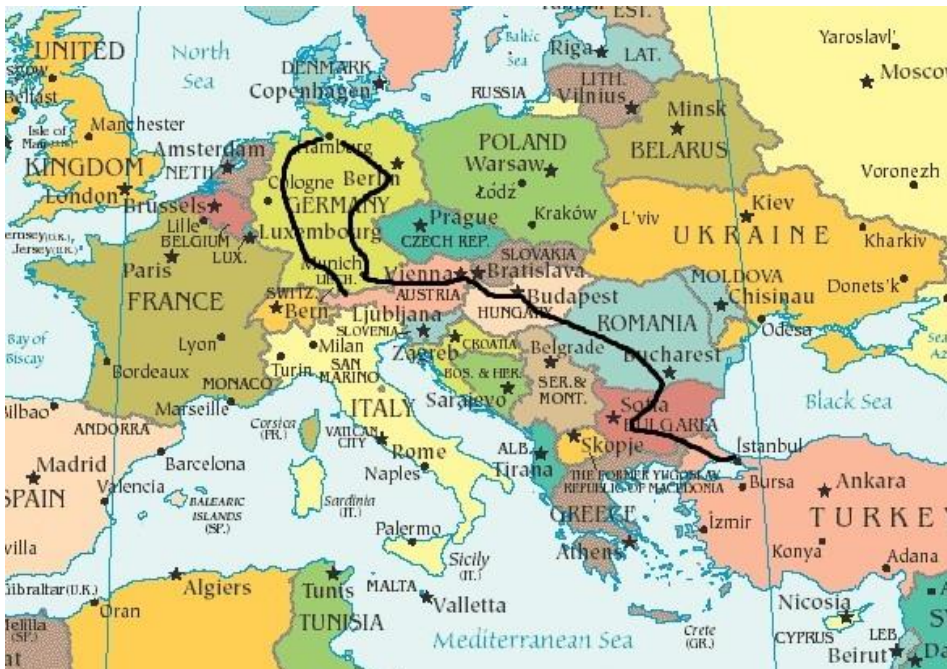 EST.
Yaroslavl'
UNITED
North
Sea
Baltic
Sea
Riga
LAT.
DENMARK
Copenhagen
LITH.
Vilnius
RUSSIA
Moscow
Belfast
Isle of
Manchester
Minsk
BELARUS
KINGDOM
London
Amsterdam
NETH.
Hamburg
Berlin
POLAND
Warsaw
Łódź
Voronezh
Brussels
Cologne
GERMANY
Lille
BELGIUM
LUX.
Luxembourg
Prague
CZECH REP.
Kraków
L'viv
Kiev
UKRAINE
Kharkiv
Jersey(U.K.)
Paris
FRANCE
Munich
LIECH.
Vienna
AUSTRIA
SLOVAKIA
Bratislava
Budapest
HUNGARY
MOLDOVA
Chisinau
Donets'k
Odesa
SWITZ.
Bern
Ljubljana
SLOVENIA
Zagreb
CROATIA
ROMANIA
Bucharest
Bay of
Biscay
Lyon
Bordeaux
Turin
Milan
SAN
MARINO
BOS. & HER.
Sarajevo
Belgrade
SER.&
MONT.
Black Sea
MONACO
Marseille
ITALY
Sofia
BULGARIA
Bilbao
ANDORRA
Corsica
(FR.)
VATICAN
CITY
Rome
Naples
ALB.
Tirana
Skopje
THE FORMER YUGOSLAV
REPUBLIC OF MACEDONIA
İstanbul
Bursa
Ankara
Madrid
SPAIN
Barcelona
Valencia
BALEARIC
ISLANDS
(SP.)
Sardinia
(IT.)
GREECE
Athens
İzmir
TURKEY
Konya
Adana
Palermo
Sicily
(IT.)
Gibraltar(U.K.)
Oran
Algiers
Tunis
TUNISIA
MALTA
Valletta
Mediterranean Sea
Crete
(GR.)
Nicosia
CYPRUS
LEB.
Beirut
Melilla
(SP.)